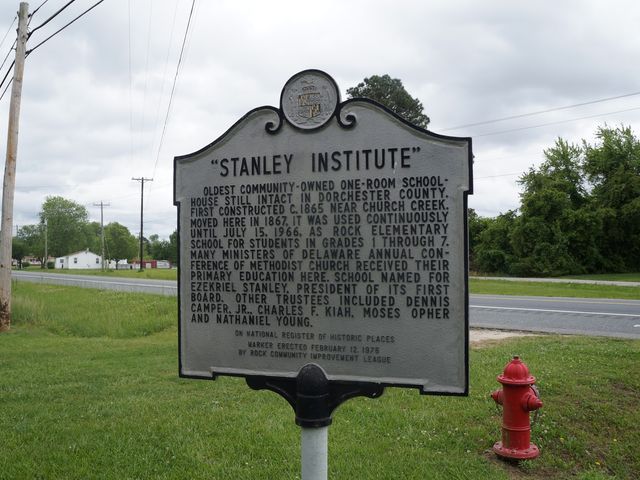 "STANLEY INSTITUTE"
OLDEST COMMUNITY-OWNED ONE-ROOM SCHOOL-
HOUSE STILL INTACT IN DORCHESTER COUNTY.
FIRST CONSTRUCTED C. 1865 NEAR CHURCH CREEK.
MOVED HERE IN 1867, IT WAS USED CONTINUOUSLY
UNTIL JULY 15, 1966, AS ROCK ELEMENTARY
SCHOOL FOR STUDENTS IN GRADES 1 THROUGH 7.
MANY MINISTERS OF DELAWARE ANNUAL CON-
FERENCE OF METHODIST CHURCH RECEIVED THEIR
PRIMARY EDUCATION HERE. SCHOOL NAMED FOR
EZEKRIEL STANLEY, PRESIDENT OF ITS FIRST
BOARD. OTHER TRUSTEES INCLUDED DENNIS
CAMPER, JR., CHARLES F. KIAH, MOSES OPHER
AND NATHANIEL YOUNG.
ON NATIONAL REGISTER OF HISTORIC PLACES
MARKER ERECTED FEBRUARY 12, 1976
BY ROCK COMMUNITY IMPROVEMENT LEAGUE